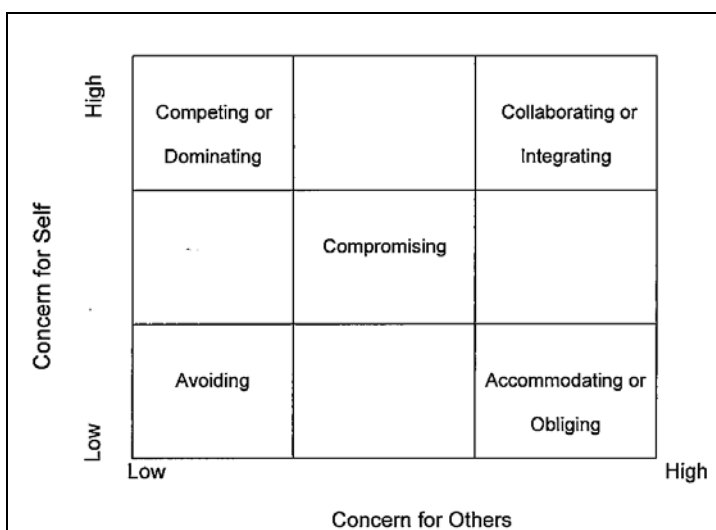 High
Competing or
Dominating
Collaborating or
Integrating
Concern for Self
Compromising
Avoiding
Accommodating or
Obliging
Low
Low
High
Concern for Others